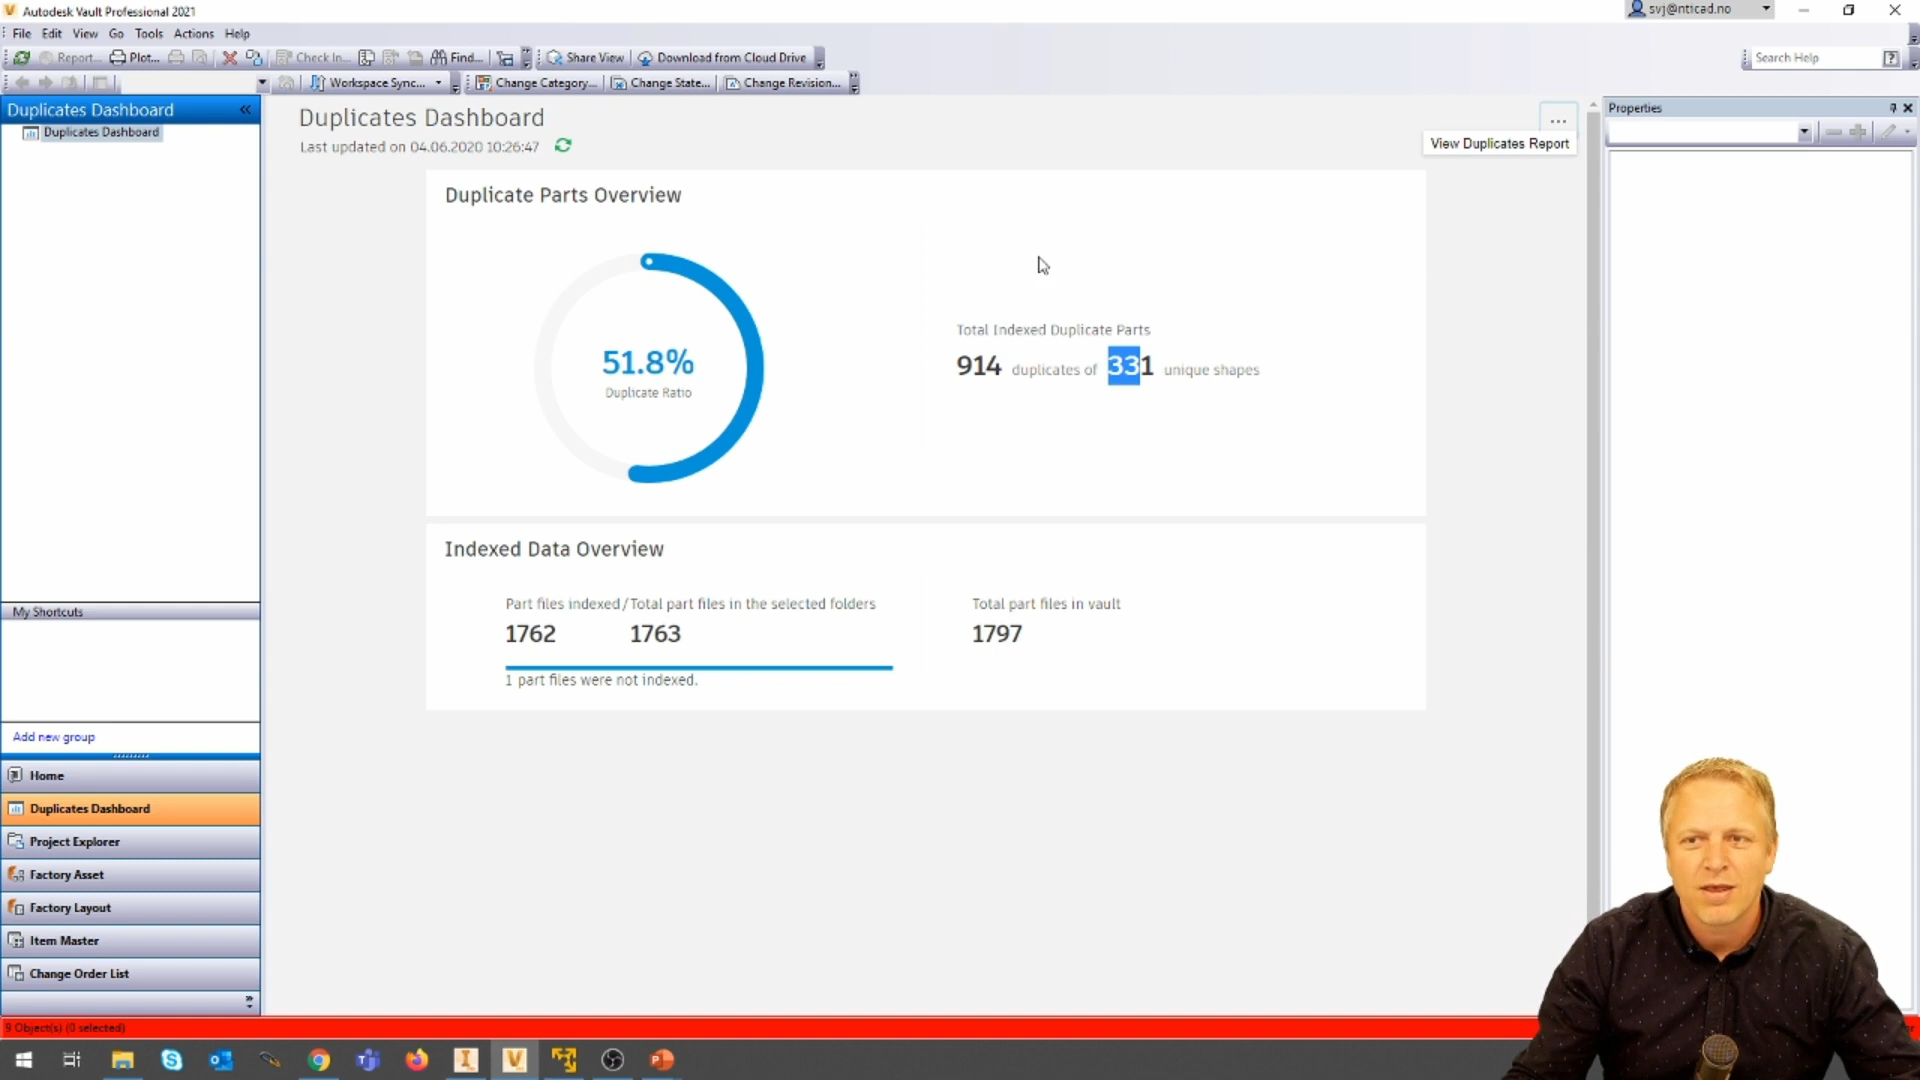 Autodesk Vault Professional 2021
svj@nticad.no
File Edit View Go Tools Actions Help
Report... Plot... Check In... Find... Share View Download from Cloud Drive
Search Help
Workspace Sync... Change Category... Change State... Change Revision...
Duplicates Dashboard
Duplicates Dashboard
My Shortcuts
Add new group
Home
Duplicates Dashboard
Project Explorer
Factory Asset
Factory Layout
Item Master
Change Order List
Duplicates Dashboard
Last updated on 04.06.2020 10:26:47
...
View Duplicates Report
Duplicate Parts Overview
51.8%
Duplicate Ratio
Total Indexed Duplicate Parts
914 duplicates of 331 unique shapes
Indexed Data Overview
Part files indexed / Total part files in the selected folders
1762 1763
1 part files were not indexed.
Total part files in vault
1797
Properties
9 Object(s) (0 selected)